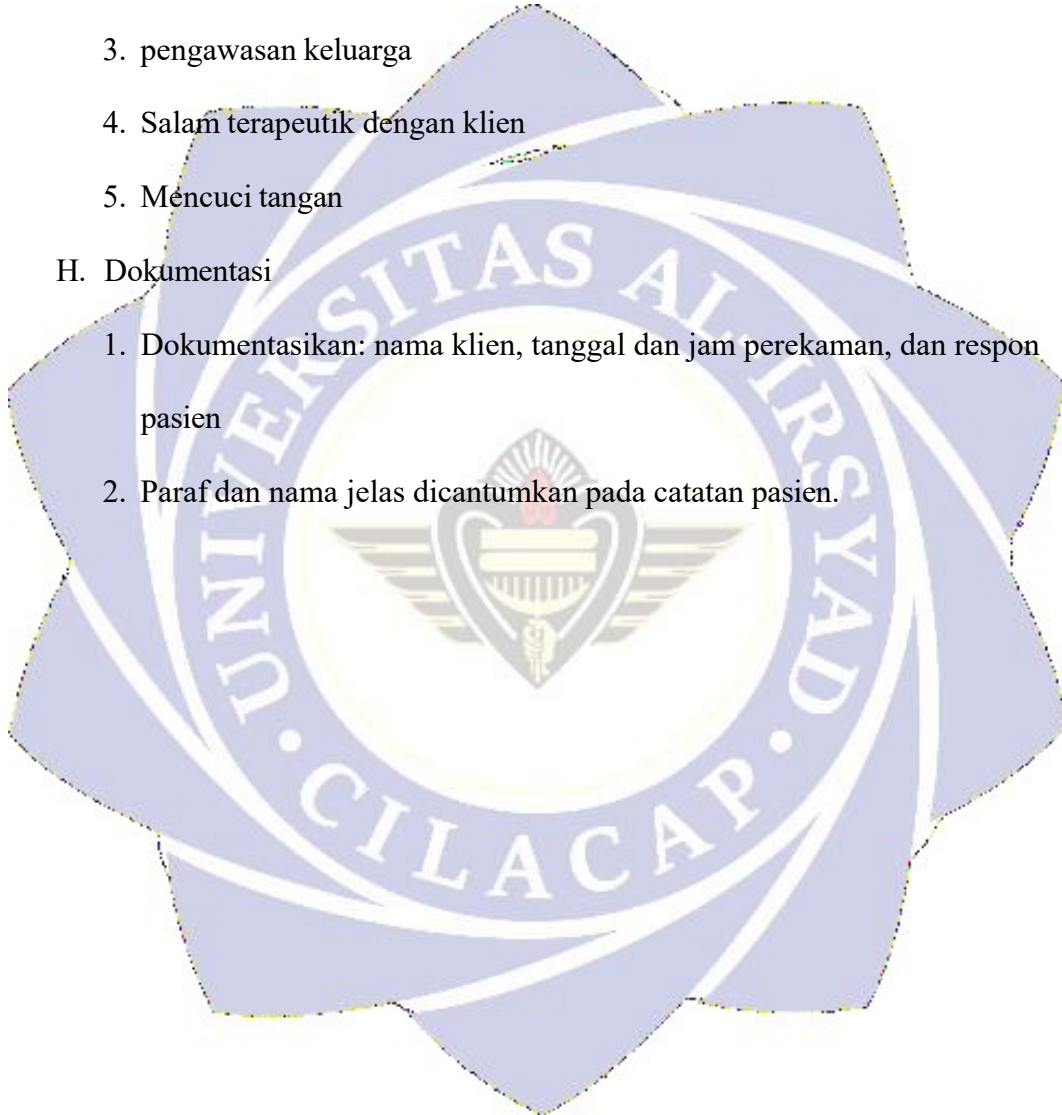 3. pengawasan keluarga
4. Salam terapeutik dengan klien
5. Mencuci tangan
H. Dokumentasi
1. Dokumentasikan: nama klien, tanggal dan jam perekaman, dan respon
pasien
2. Paraf dan nama jelas dicantumkan pada catatan pasien.
UNIVERSITAS AL-IRSYAD
• CILACAP •